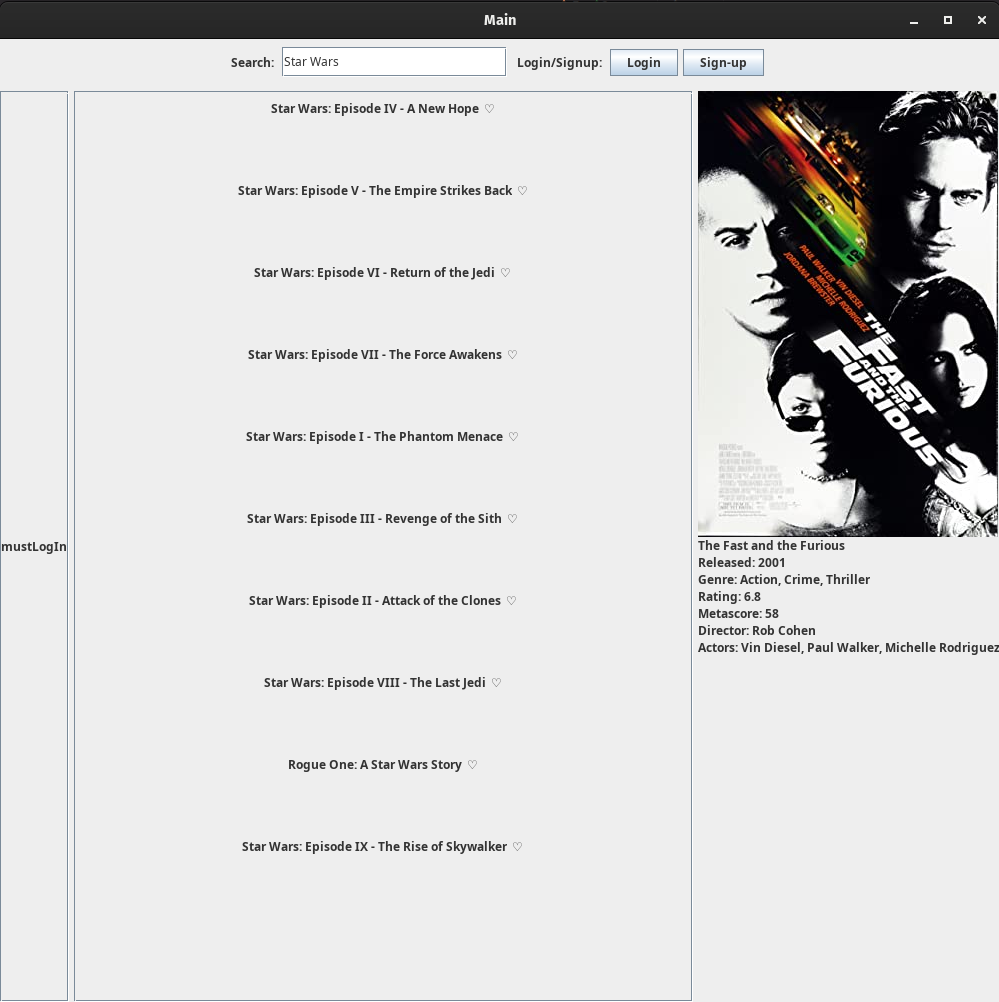 Main
Search: Star Wars Login/Signup: Login Sign-up
mustLogIn
Star Wars: Episode IV - A New Hope ♡
Star Wars: Episode V - The Empire Strikes Back ♡
Star Wars: Episode VI - Return of the Jedi ♡
Star Wars: Episode VII - The Force Awakens ♡
Star Wars: Episode I - The Phantom Menace ♡
Star Wars: Episode III - Revenge of the Sith ♡
Star Wars: Episode II - Attack of the Clones ♡
Star Wars: Episode VIII - The Last Jedi ♡
Rogue One: A Star Wars Story ♡
Star Wars: Episode IX - The Rise of Skywalker ♡
PAUL WALKER VIN DIESEL
MICHELLE RODRIGUEZ
JORDANA BREWSTER
THE
FAST
AND THE
FURIOUS
The Fast and the Furious
Released: 2001
Genre: Action, Crime, Thriller
Rating: 6.8
Metascore: 58
Director: Rob Cohen
Actors: Vin Diesel, Paul Walker, Michelle Rodriguez